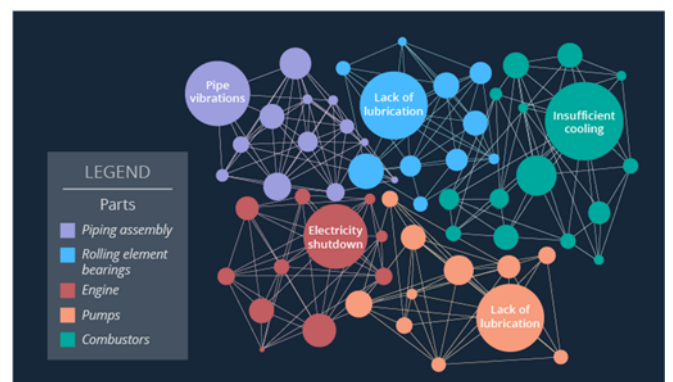 Pipe
vibrations
Lack of
lubrication
Insufficient
cooling
LEGEND
Parts
Piping assembly
Rolling element
bearings
Engine
Pumps
Combustors
Electricity
shutdown
Lack of
lubrication